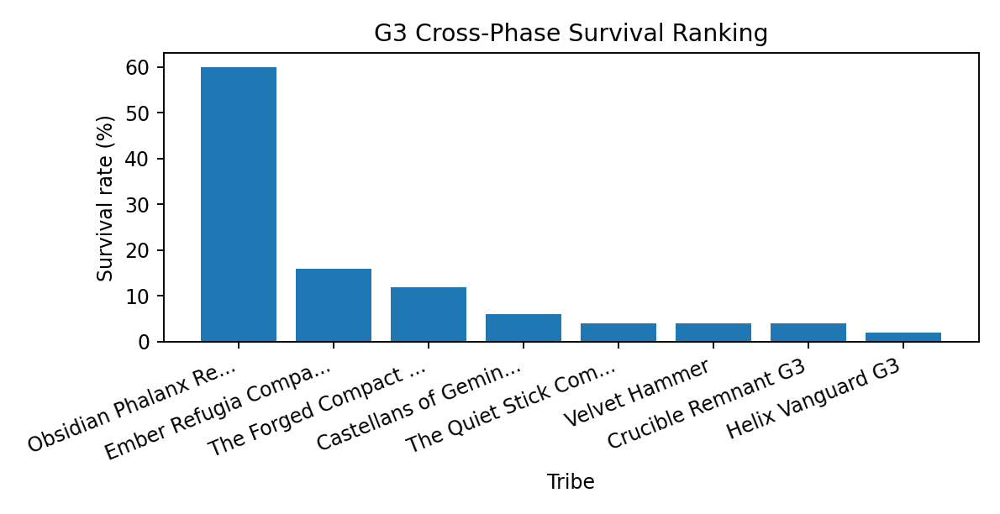 G3 Cross-Phase Survival Ranking
Survival rate (%)
60
50
40
30
20
10
0
Obsidian Phalanx Re...
Ember Refugia Compa...
The Forged Compact ...
Castellans of Gemin...
The Quiet Stick Com...
Velvet Hammer
Crucible Remnant G3
Helix Vanguard G3
Tribe